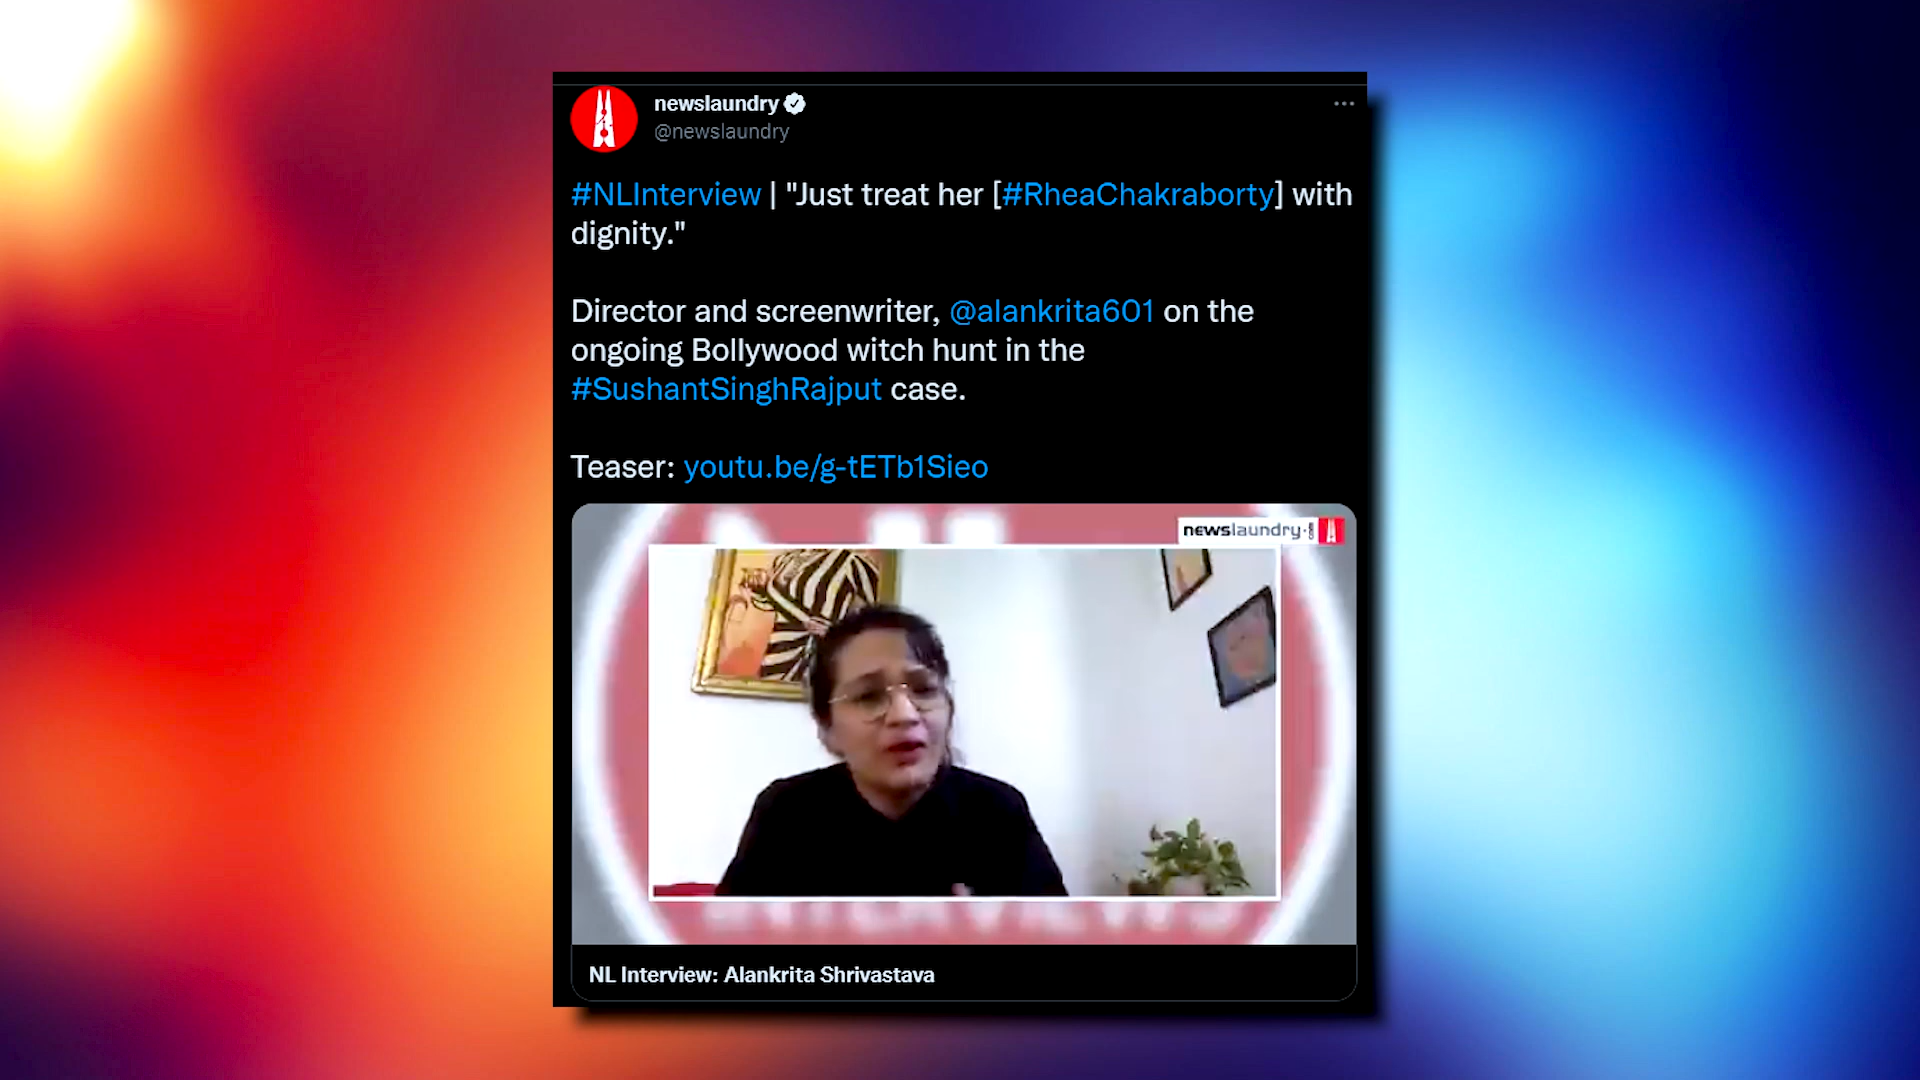 newslaundry
@newslaundry
#NLInterview | "Just treat her [#RheaChakraborty] with
dignity."
Director and screenwriter, @alankrita601 on the
ongoing Bollywood witch hunt in the
#SushantSinghRajput case.
Teaser: youtu.be/g-tETb1Sieo
newslaundry
INTERVIEWS
NL Interview: Alankrita Shrivastava